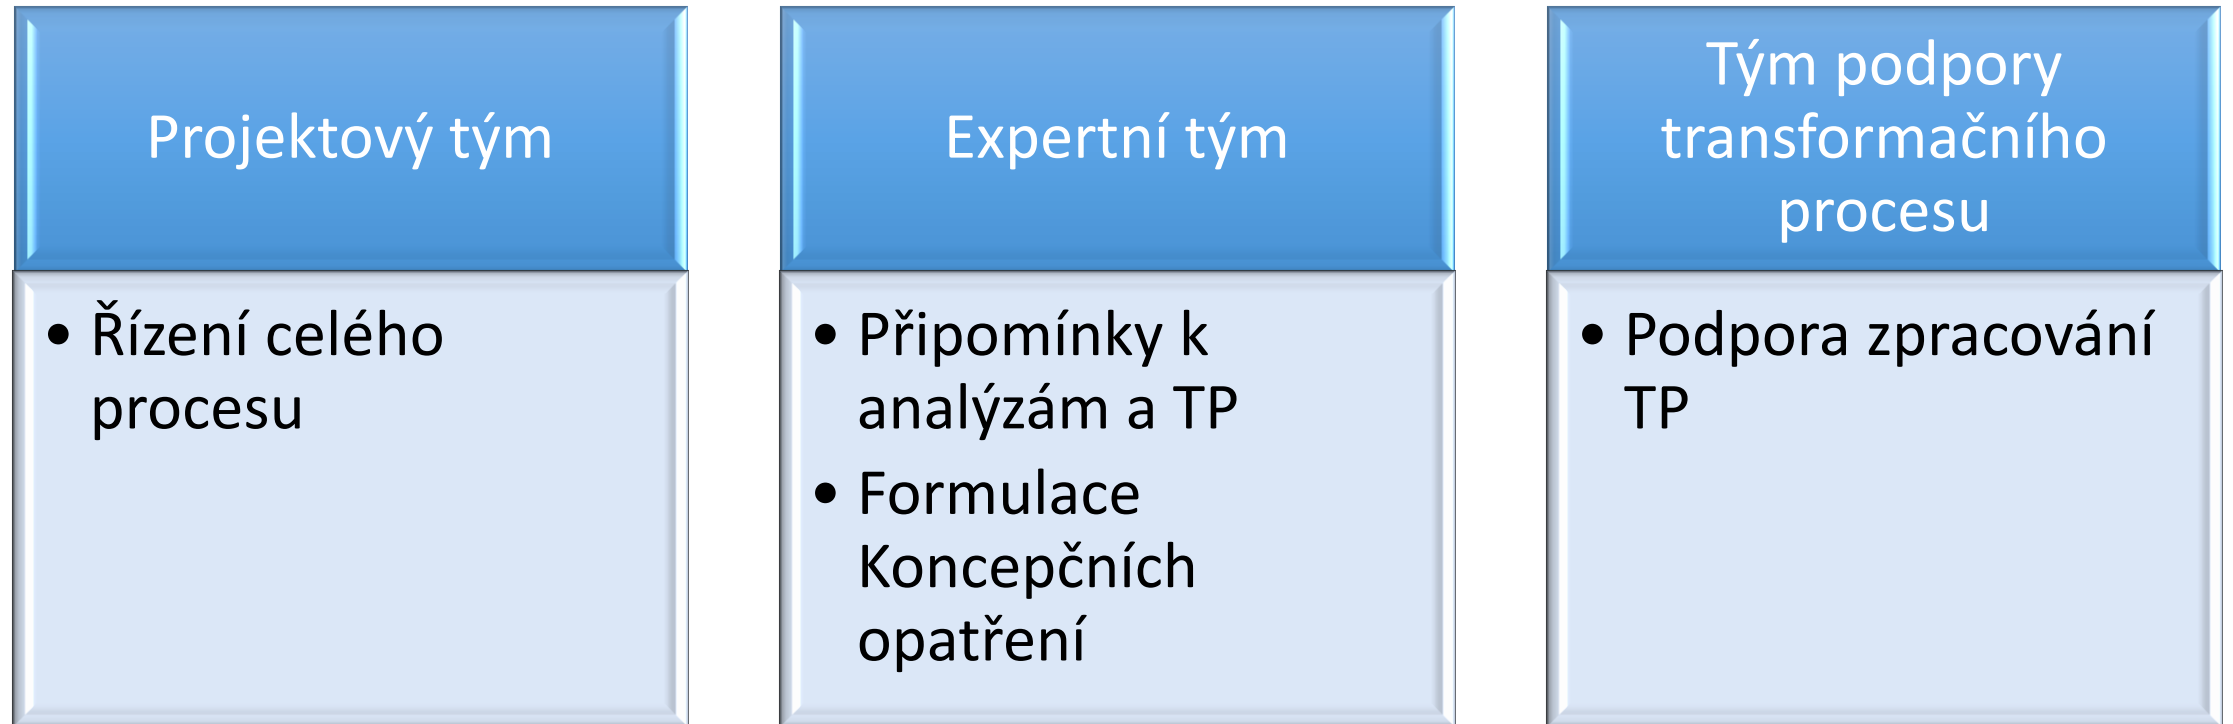 Projektový tým
• Řízení celého
procesu
Expertní tým
• Připomínky k
analýzám a TP
• Formulace
Koncepčních
opatření
Tým podpory
transformačního
procesu
• Podpora zpracování
TP